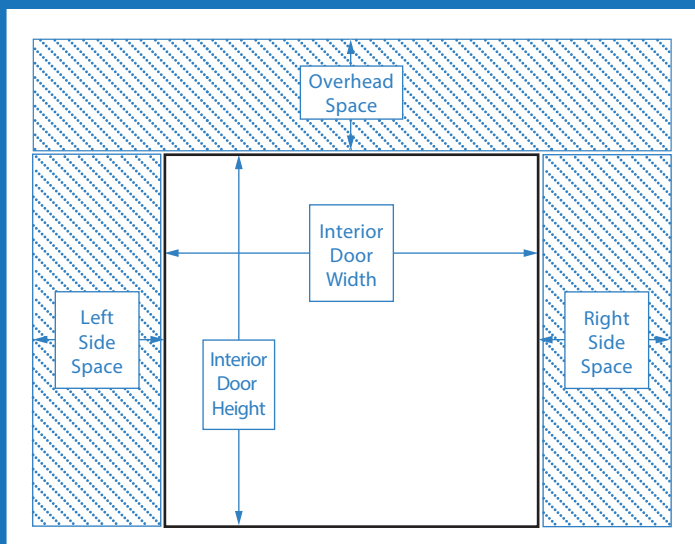 Overhead
Space
Interior
Door
Width
Left
Side
Space
Interior
Door
Height
Right
Side
Space